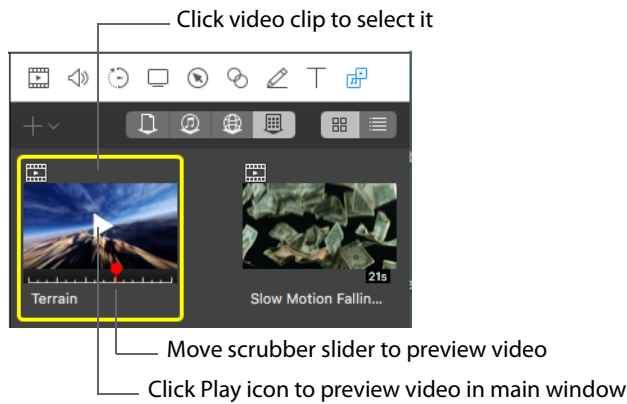 Click video clip to select it
T
21s
Terrain
Slow Motion Fallin...
Move scrubber slider to preview video
Click Play icon to preview video in main window